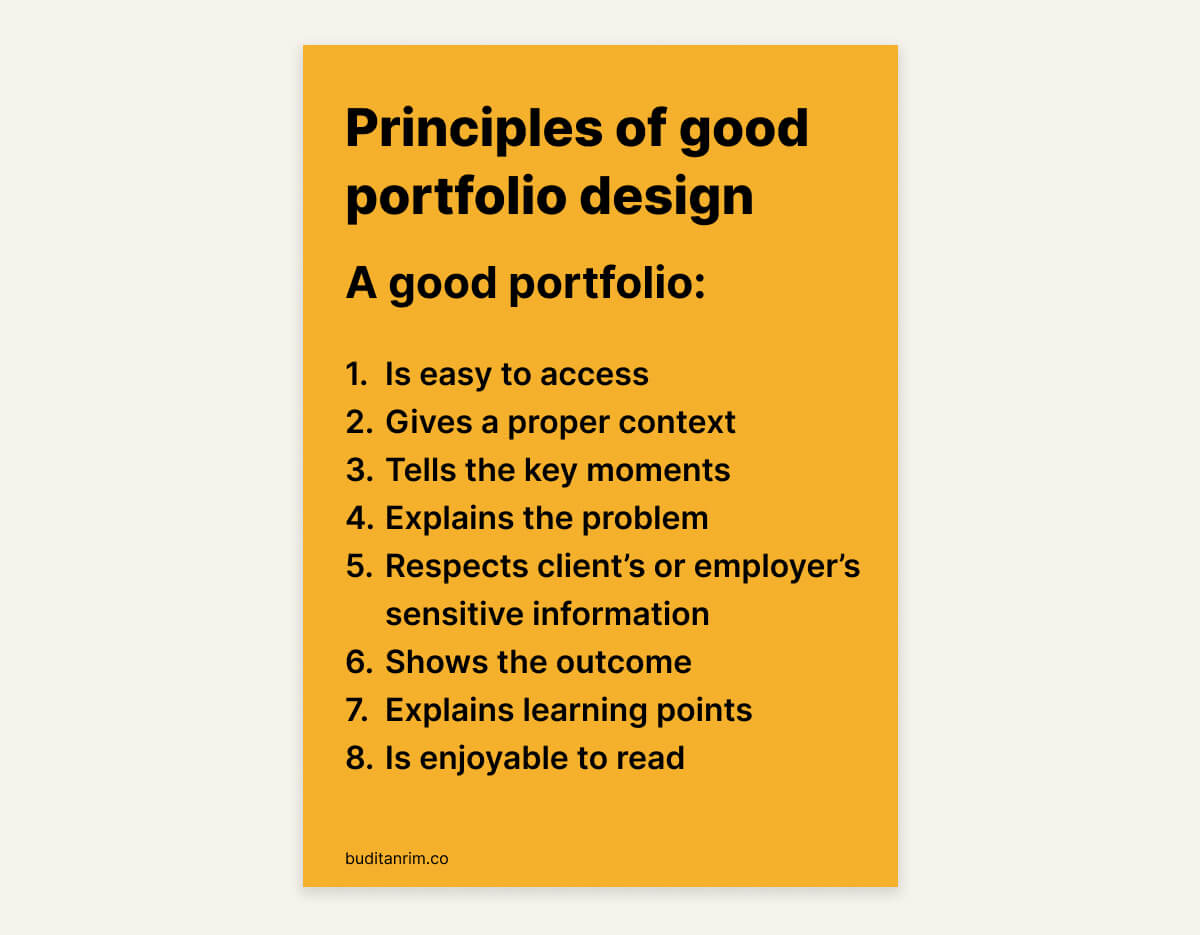 Principles of good
portfolio design
A good portfolio:
1. Is easy to access
2. Gives a proper context
3. Tells the key moments
4. Explains the problem
5. Respects client’s or employer’s
sensitive information
6. Shows the outcome
7. Explains learning points
8. Is enjoyable to read
buditanrim.co